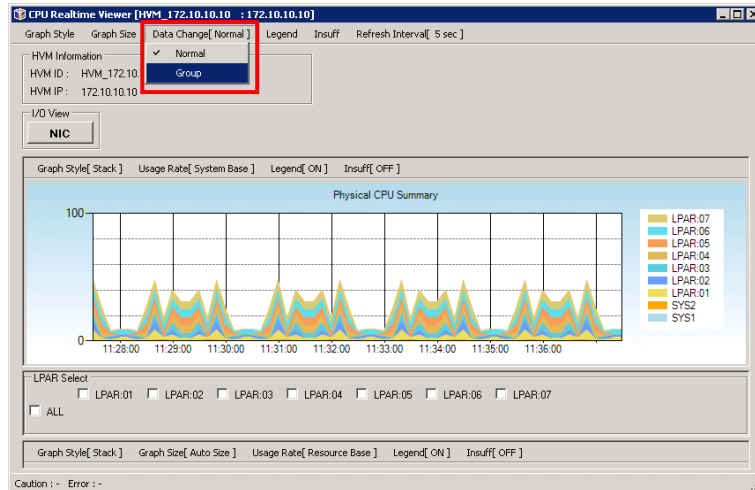 CPU Realtime Viewer [HVM_172.10.10.10 : 172.10.10.10]
Graph Style Graph Size Data Change[ Normal ] Legend Insuff Refresh Interval[ 5 sec ]
✓ Normal
Group
HVM Information
HVM ID : HVM_172.10.
HVM IP : 172.10.10.10
I/O View
NIC
Graph Style[ Stack ] Usage Rate[ System Base ] Legend[ ON ] Insuff[ OFF ]
Physical CPU Summary
100
0
LPAR:07
LPAR:06
LPAR:05
LPAR:04
LPAR:03
LPAR:02
LPAR:01
SYS2
SYS1
11:28:00 11:29:00 11:30:00 11:31:00 11:32:00 11:33:00 11:34:00 11:35:00 11:36:00
LPAR Select
LPAR:01 LPAR:02 LPAR:03 LPAR:04 LPAR:05 LPAR:06 LPAR:07
ALL
Graph Style[ Stack ] Graph Size[ Auto Size ] Usage Rate[ Resource Base ] Legend[ ON ] Insuff[ OFF ]
Caution : - Error : -